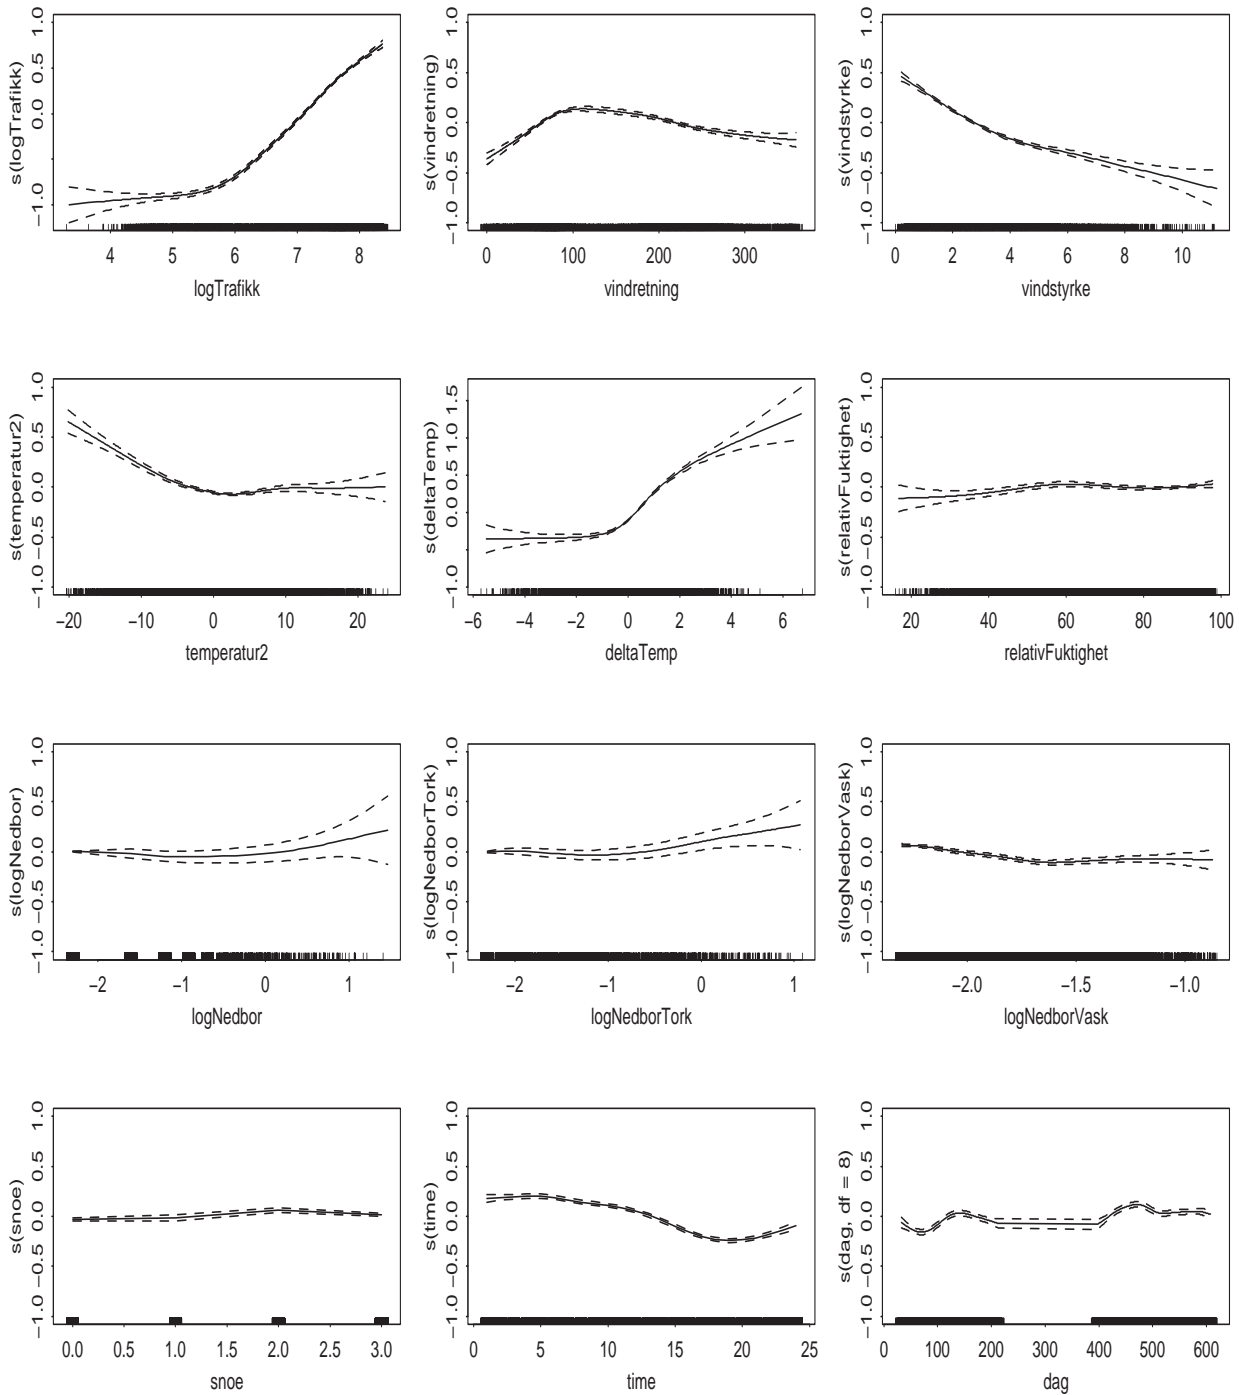 s(logTrafikk)
−1.0 0.0 0.5 1.0
4 5 6 7 8
logTrafikk
s(vindretning)
−1.0 −0.5 0.0 0.5 1.0
0 100 200 300
vindretning
s(vindstyrke)
−1.0 −0.5 0.0 0.5 1.0
0 2 4 6 8 10
vindstyrke
s(temperatur2)
−1.0 −0.5 0.0 0.5 1.0
−20 −10 0 10 20
temperatur2
s(deltaTemp)
−1.0 0.0 0.5 1.0 1.5
−6 −4 −2 0 2 4 6
deltaTemp
s(relativFuktighet)
−1.0 −0.5 0.0 0.5 1.0
20 40 60 80 100
relativFuktighet
s(logNedbor)
−1.0 −0.5 0.0 0.5 1.0
−2 −1 0 1
logNedbor
s(logNedborTork)
−1.0 −0.5 0.0 0.5 1.0
−2 −1 0 1
logNedborTork
s(logNedborVask)
−1.0 −0.5 0.0 0.5 1.0
−2.0 −1.5 −1.0
logNedborVask
s(snoe)
−1.0 −0.5 0.0 0.5 1.0
0.0 0.5 1.0 1.5 2.0 2.5 3.0
snoe
s(time)
−1.0 −0.5 0.0 0.5 1.0
0 5 10 15 20 25
time
s(dag, df = 8)
−1.0 −0.5 0.0 0.5 1.0
0 100 200 300 400 500 600
dag